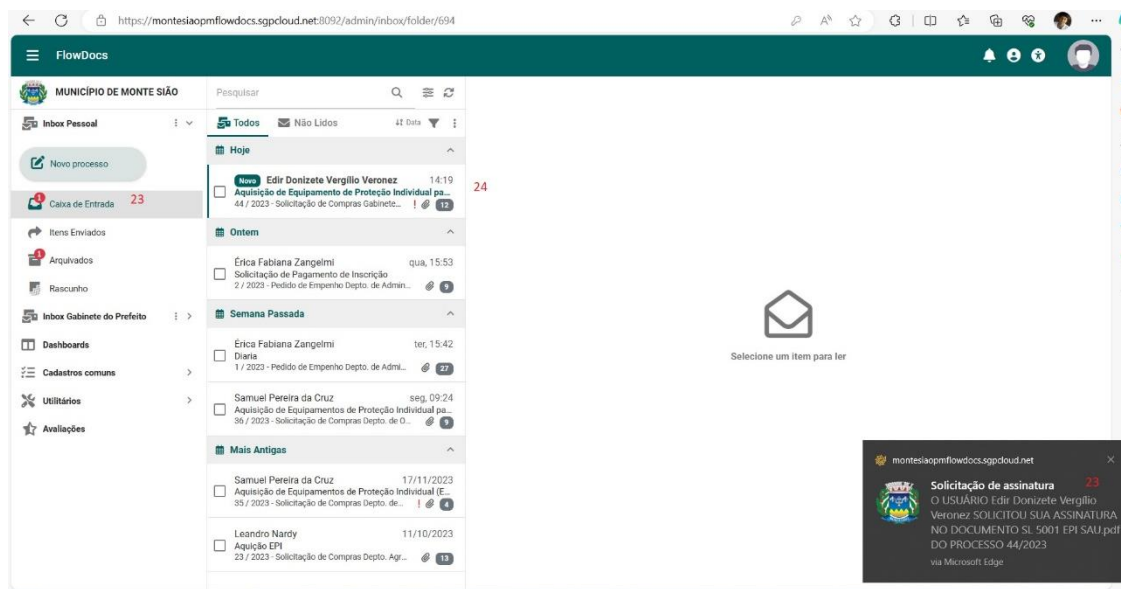 https://montesiaopmflowdocs.sgpcloud.net:8092/admin/inbox/folder/694
FlowDocs
MUNICÍPIO DE MONTE SIÃO
Inbox Pessoal
Novo processo
1
Caixa de Entrada 23
Itens Enviados
1
Arquivados
Rascunho
Inbox Gabinete do Prefeito
Dashboards
Cadastros comuns
Utilitários
Avaliações
Pesquisar
Todos Não Lidos Data
Hoje
Novo Edir Donizete Vergílio Veronez 14:19
Aquisição de Equipamento de Proteção Individual pa...
44 / 2023 - Solicitação de Compras Gabinete... ! 12
24
Ontem
Érica Fabiana Zangelmi qua, 15:53
Solicitação de Pagamento de Inscrição
2 / 2023 - Pedido de Empenho Depto. de Admin... 9
Semana Passada
Érica Fabiana Zangelmi ter, 15:42
Diaria
1 / 2023 - Pedido de Empenho Depto. de Admi... 27
Samuel Pereira da Cruz seg, 09:24
Aquisição de Equipamentos de Proteção Individual pa...
36 / 2023 - Solicitação de Compras Depto. de O... 9
Mais Antigas
Samuel Pereira da Cruz 17/11/2023
Aquisição de Equipamentos de Proteção Individual (E...
35 / 2023 - Solicitação de Compras Depto. de... ! 4
Leandro Nardy 11/10/2023
Aquição EPI
23 / 2023 - Solicitação de Compras Depto. Agr... 13
Selecione um item para ler
montesiaopmflowdocs.sgpcloud.net
Solicitação de assinatura 23
O USUÁRIO Edir Donizete Vergílio
Veronez SOLICITOU SUA ASSINATURA
NO DOCUMENTO SL 5001 EPI SAU.pdf
DO PROCESSO 44/2023
via Microsoft Edge